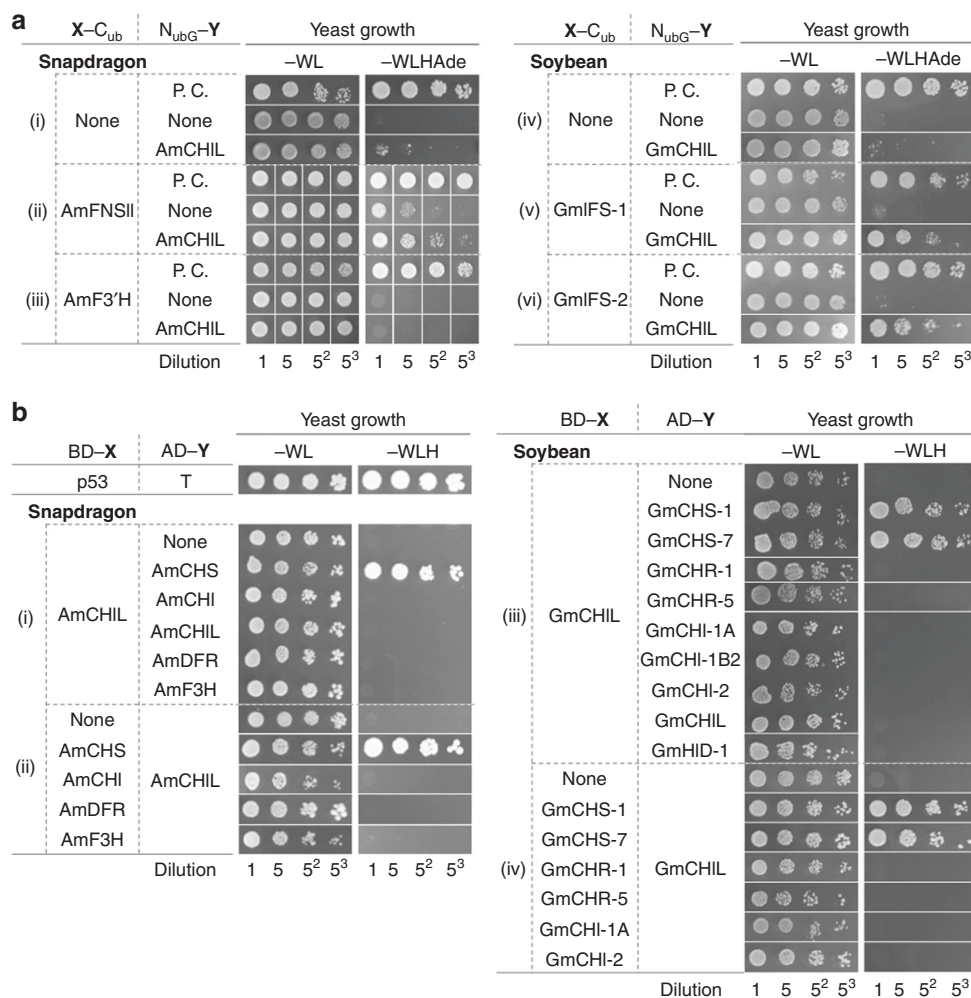 a
X–Cub NubG–Y Yeast growth
–WL –WLHAde
Snapdragon
P. C.
(i) None None
AmCHIL
P. C.
(ii) AmFNSII None
AmCHIL
P. C.
(iii) AmF3′H None
AmCHIL
Dilution 1 5 5² 5³ 1 5 5² 5³
X–Cub NubG–Y Yeast growth
–WL –WLHAde
Soybean
P. C.
(iv) None None
GmCHIL
P. C.
(v) GmIFS-1 None
GmCHIL
P. C.
(vi) GmIFS-2 None
GmCHIL
Dilution 1 5 5² 5³ 1 5 5² 5³
b
Yeast growth
BD–X AD–Y –WL –WLH
p53 T
Snapdragon
None
AmCHS
AmCHI
(i) AmCHIL
AmCHIL
AmDFR
AmF3H
None
AmCHS
(ii) AmCHI AmCHIL
AmDFR
AmF3H
Dilution 1 5 5² 5³ 1 5 5² 5³
BD–X AD–Y Yeast growth
Soybean –WL –WLH
None
GmCHS-1
GmCHS-7
GmCHR-1
GmCHR-5
(iii) GmCHIL
GmCHI-1A
GmCHI-1B2
GmCHI-2
GmCHIL
GmHID-1
None
GmCHS-1
GmCHS-7
(iv) GmCHR-1 GmCHIL
GmCHR-5
GmCHI-1A
GmCHI-2
Dilution 1 5 5² 5³ 1 5 5² 5³